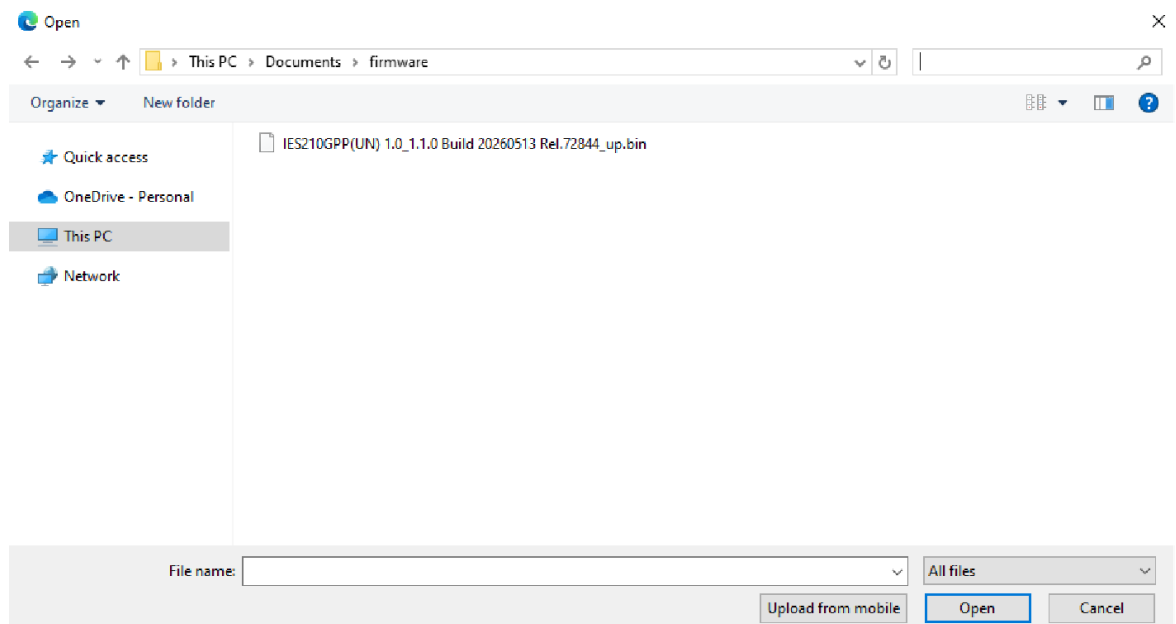 Open
This PC > Documents > firmware
Organize
New folder
Quick access
OneDrive - Personal
This PC
Network
IES210GPP(UN) 1.0_1.1.0 Build 20260513 Rel.72844_up.bin
File name:
All files
Upload from mobile
Open
Cancel